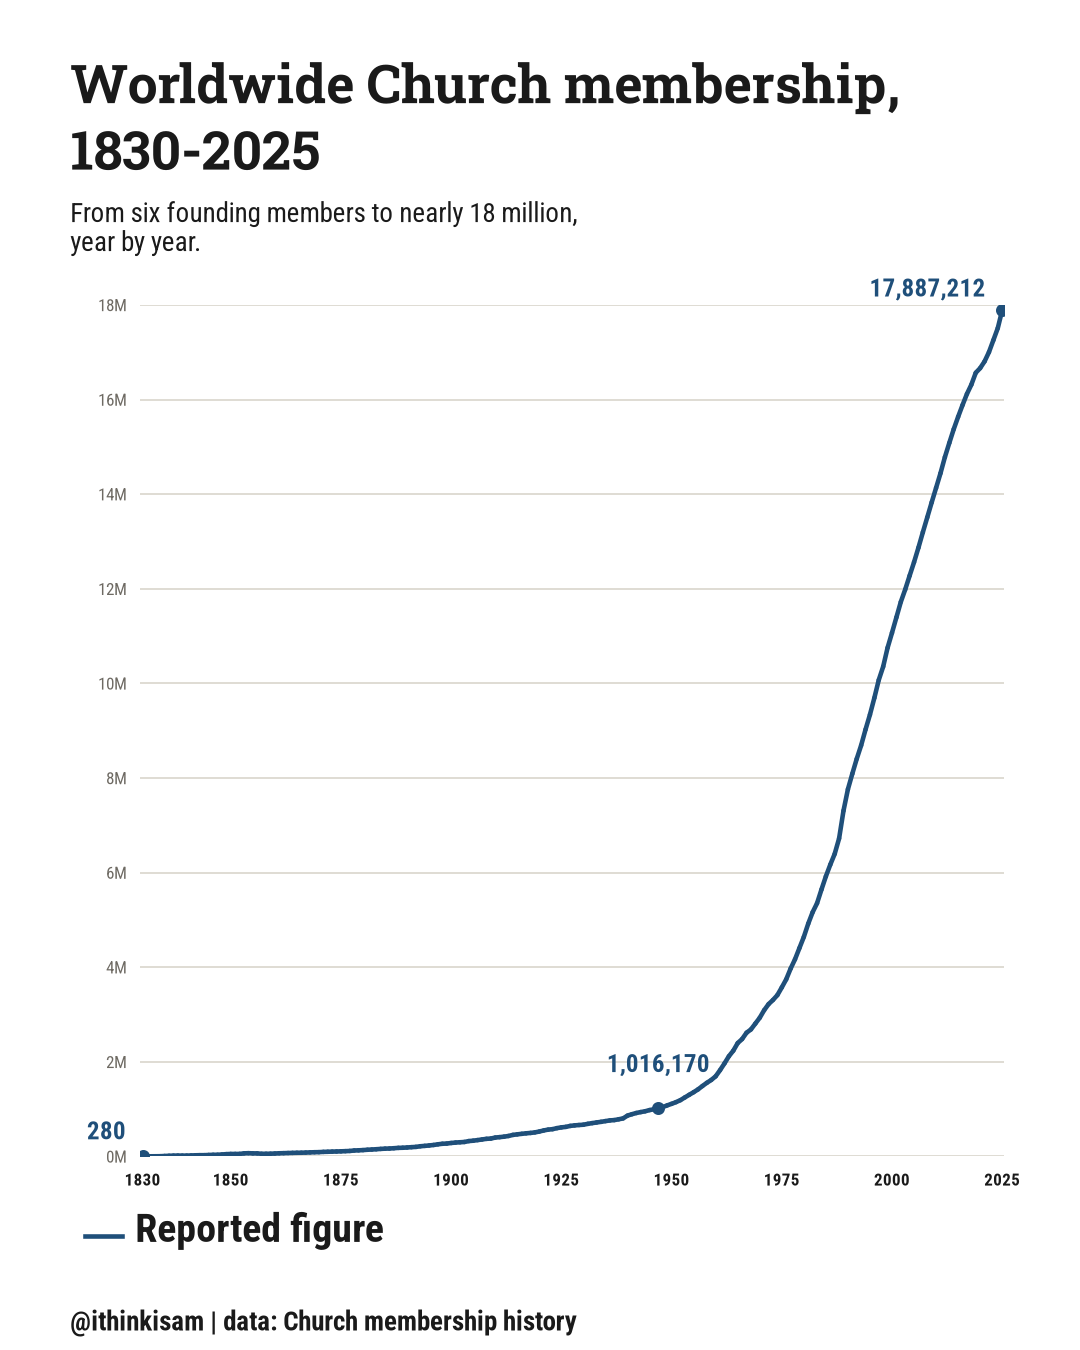 Worldwide Church membership,
1830-2025
From six founding members to nearly 18 million,
year by year.
17,887,212
18M
16M
14M
12M
10M
8M
6M
4M
2M
1,016,170
280
0M
1830 1850 1875 1900 1925 1950 1975 2000 2025
Reported figure
@ithinkisam | data: Church membership history